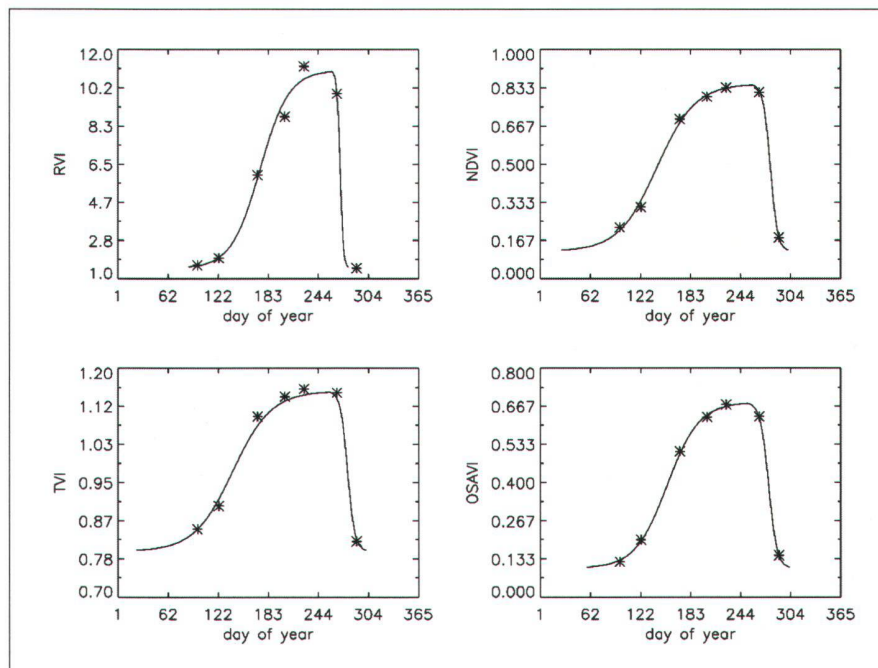 12.0
10.2
8.3
6.5
4.7
2.8
1.0
RVI
1 62 122 183 244 304 365
day of year
1.000
0.833
0.667
0.500
0.333
0.167
0.000
NDVI
1 62 122 183 244 304 365
day of year
1.20
1.12
1.03
0.95
0.87
0.78
0.70
TVI
1 62 122 183 244 304 365
day of year
0.800
0.667
0.533
0.400
0.267
0.133
0.000
OSAVI
1 62 122 183 244 304 365
day of year